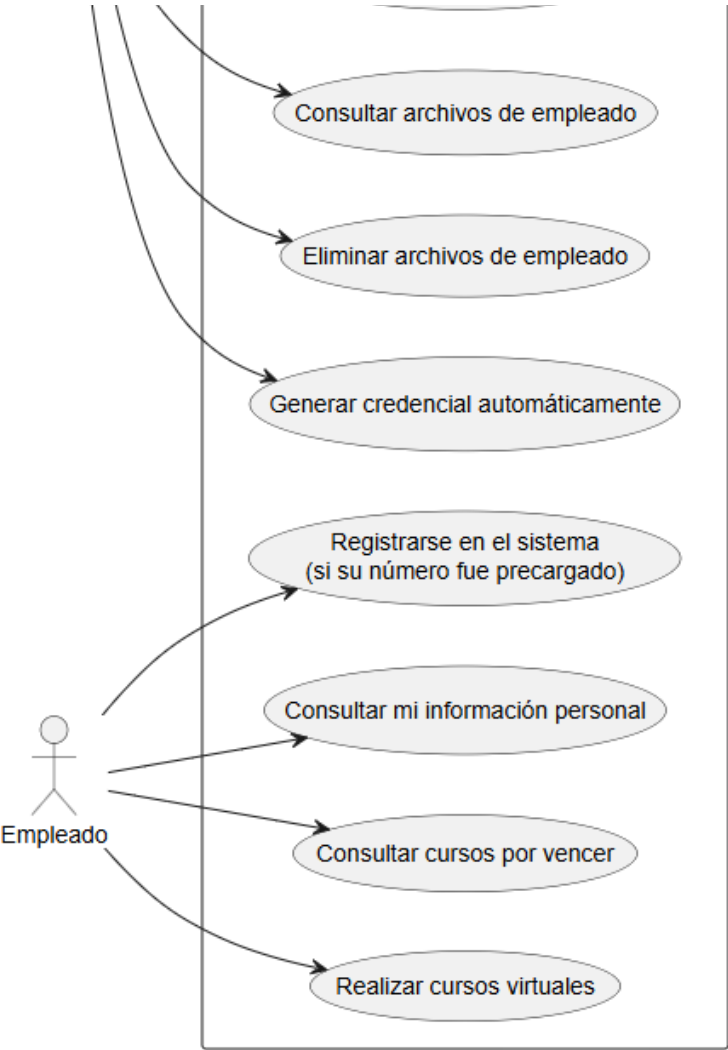 Consultar archivos de empleado
Eliminar archivos de empleado
Generar credencial automáticamente
Registrarse en el sistema
(si su número fue precargado)
Consultar mi información personal
Empleado
Consultar cursos por vencer
Realizar cursos virtuales